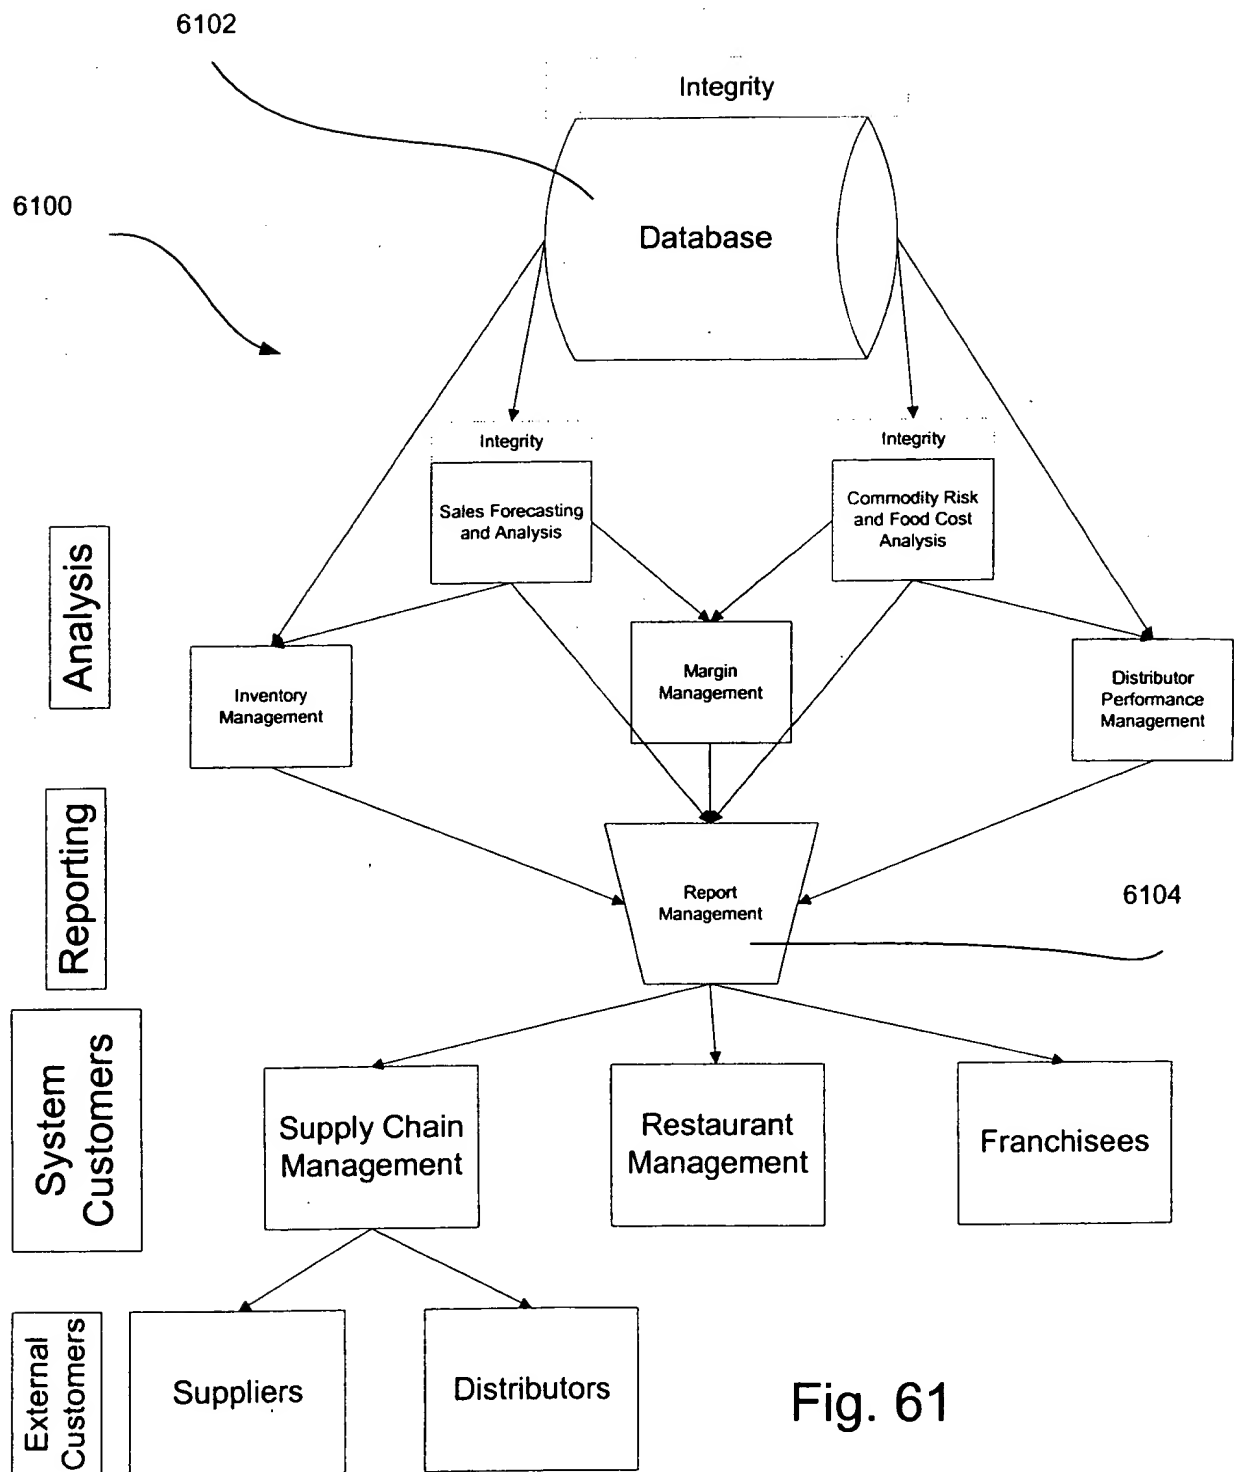 6102
Integrity
6100
Database
Integrity
Integrity
Sales Forecasting
and Analysis
Commodity Risk
and Food Cost
Analysis
Analysis
Inventory
Management
Margin
Management
Distributor
Performance
Management
Reporting
Report
Management
6104
System
Customers
Supply Chain
Management
Restaurant
Management
Franchisees
External
Customers
Suppliers
Distributors
Fig. 61